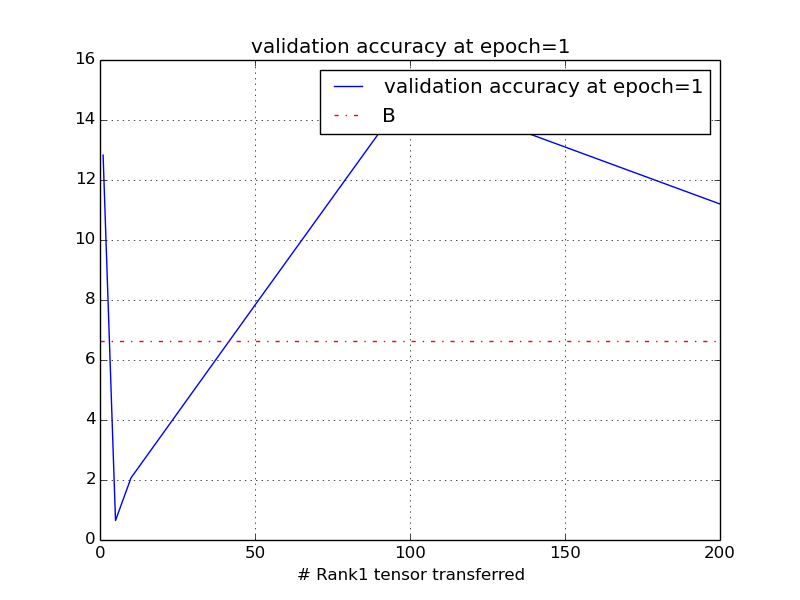 validation accuracy at epoch=1
16
14
12
10
8
6
4
2
0
validation accuracy at epoch=1
B
0 50 100 150 200
# Rank1 tensor transferred